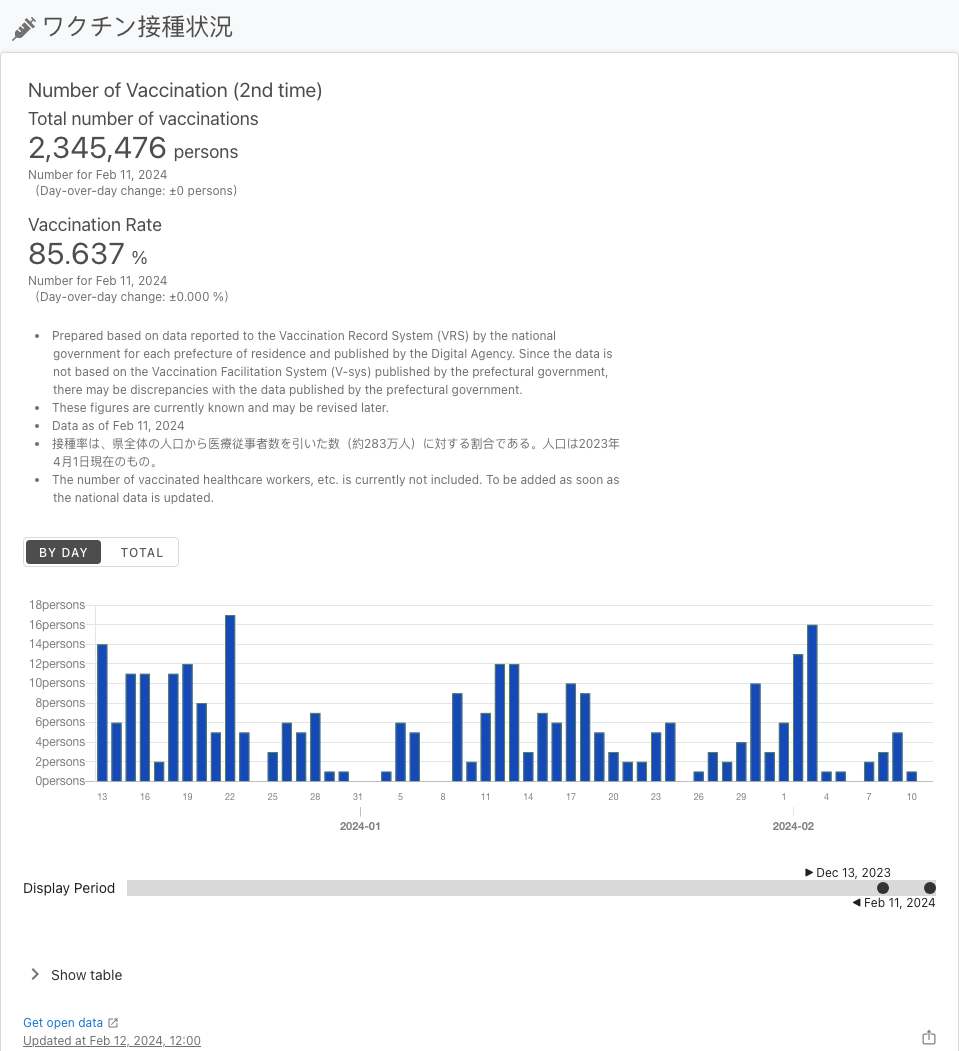 ワクチン接種状況
Number of Vaccination (2nd time)
Total number of vaccinations
2,345,476 persons
Number for Feb 11, 2024
(Day-over-day change: ±0 persons)
Vaccination Rate
85.637 %
Number for Feb 11, 2024
(Day-over-day change: ±0.000 %)
• Prepared based on data reported to the Vaccination Record System (VRS) by the national
government for each prefecture of residence and published by the Digital Agency. Since the data is
not based on the Vaccination Facilitation System (V-sys) published by the prefectural government,
there may be discrepancies with the data published by the prefectural government.
• These figures are currently known and may be revised later.
• Data as of Feb 11, 2024
• 接種率は、県全体の人口から医療従事者数を引いた数（約283万人）に対する割合である。人口は2023年
4月1日現在のもの。
• The number of vaccinated healthcare workers, etc. is currently not included. To be added as soon as
the national data is updated.
BY DAY TOTAL
18persons
16persons
14persons
12persons
10persons
8persons
6persons
4persons
2persons
0persons
13 16 19 22 25 28 31 5 8 11 14 17 20 23 26 29 1 4 7 10
2024-01 2024-02
Dec 13, 2023
Display Period
Feb 11, 2024
Show table
Get open data
Updated at Feb 12, 2024, 12:00